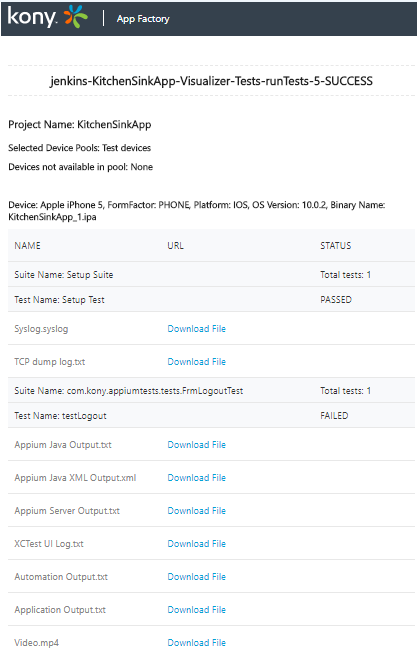 kony. App Factory
jenkins-KitchenSinkApp-Visualizer-Tests-runTests-5-SUCCESS
Project Name: KitchenSinkApp
Selected Device Pools: Test devices
Devices not available in pool: None
Device: Apple iPhone 5, FormFactor: PHONE, Platform: IOS, OS Version: 10.0.2, Binary Name:
KitchenSinkApp_1.ipa
NAME URL STATUS
Suite Name: Setup Suite Total tests: 1
Test Name: Setup Test PASSED
Syslog.syslog Download File
TCP dump log.txt Download File
Suite Name: com.kony.appiumtests.tests.FrmLogoutTest Total tests: 1
Test Name: testLogout FAILED
Appium Java Output.txt Download File
Appium Java XML Output.xml Download File
Appium Server Output.txt Download File
XCTest UI Log.txt Download File
Automation Output.txt Download File
Application Output.txt Download File
Video.mp4 Download File